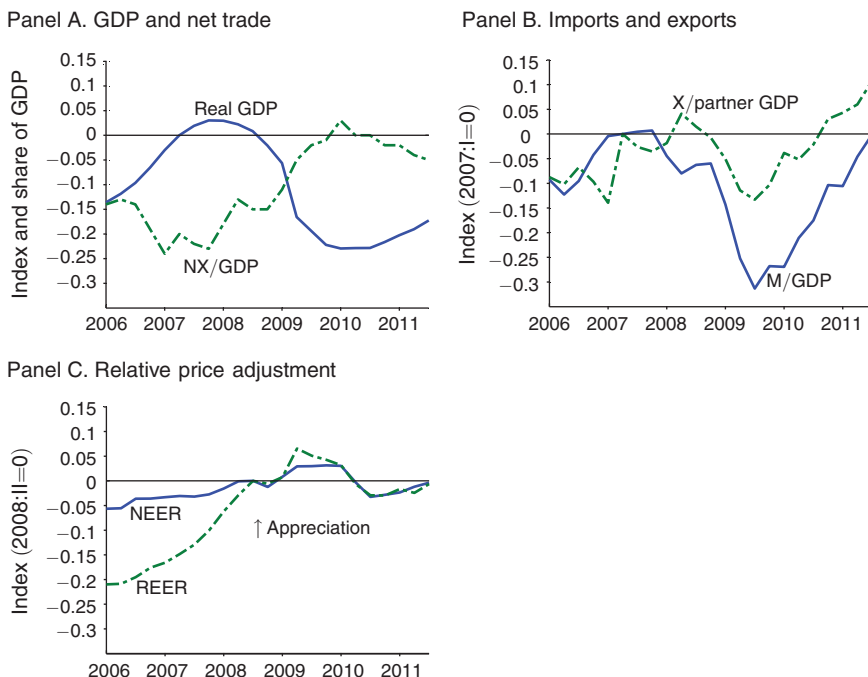 Panel A. GDP and net trade
0.15
0.1
0.05
0
−0.05
−0.1
−0.15
−0.2
−0.25
−0.3
Index and share of GDP
Real GDP
NX/GDP
2006 2007 2008 2009 2010 2011
Panel B. Imports and exports
0.15
0.1
0.05
0
−0.05
−0.1
−0.15
−0.2
−0.25
−0.3
Index (2007:I=0)
X/partner GDP
M/GDP
2006 2007 2008 2009 2010 2011
Panel C. Relative price adjustment
0.15
0.1
0.05
0
−0.05
−0.1
−0.15
−0.2
−0.25
−0.3
Index (2008:II=0)
NEER
↑ Appreciation
REER
2006 2007 2008 2009 2010 2011